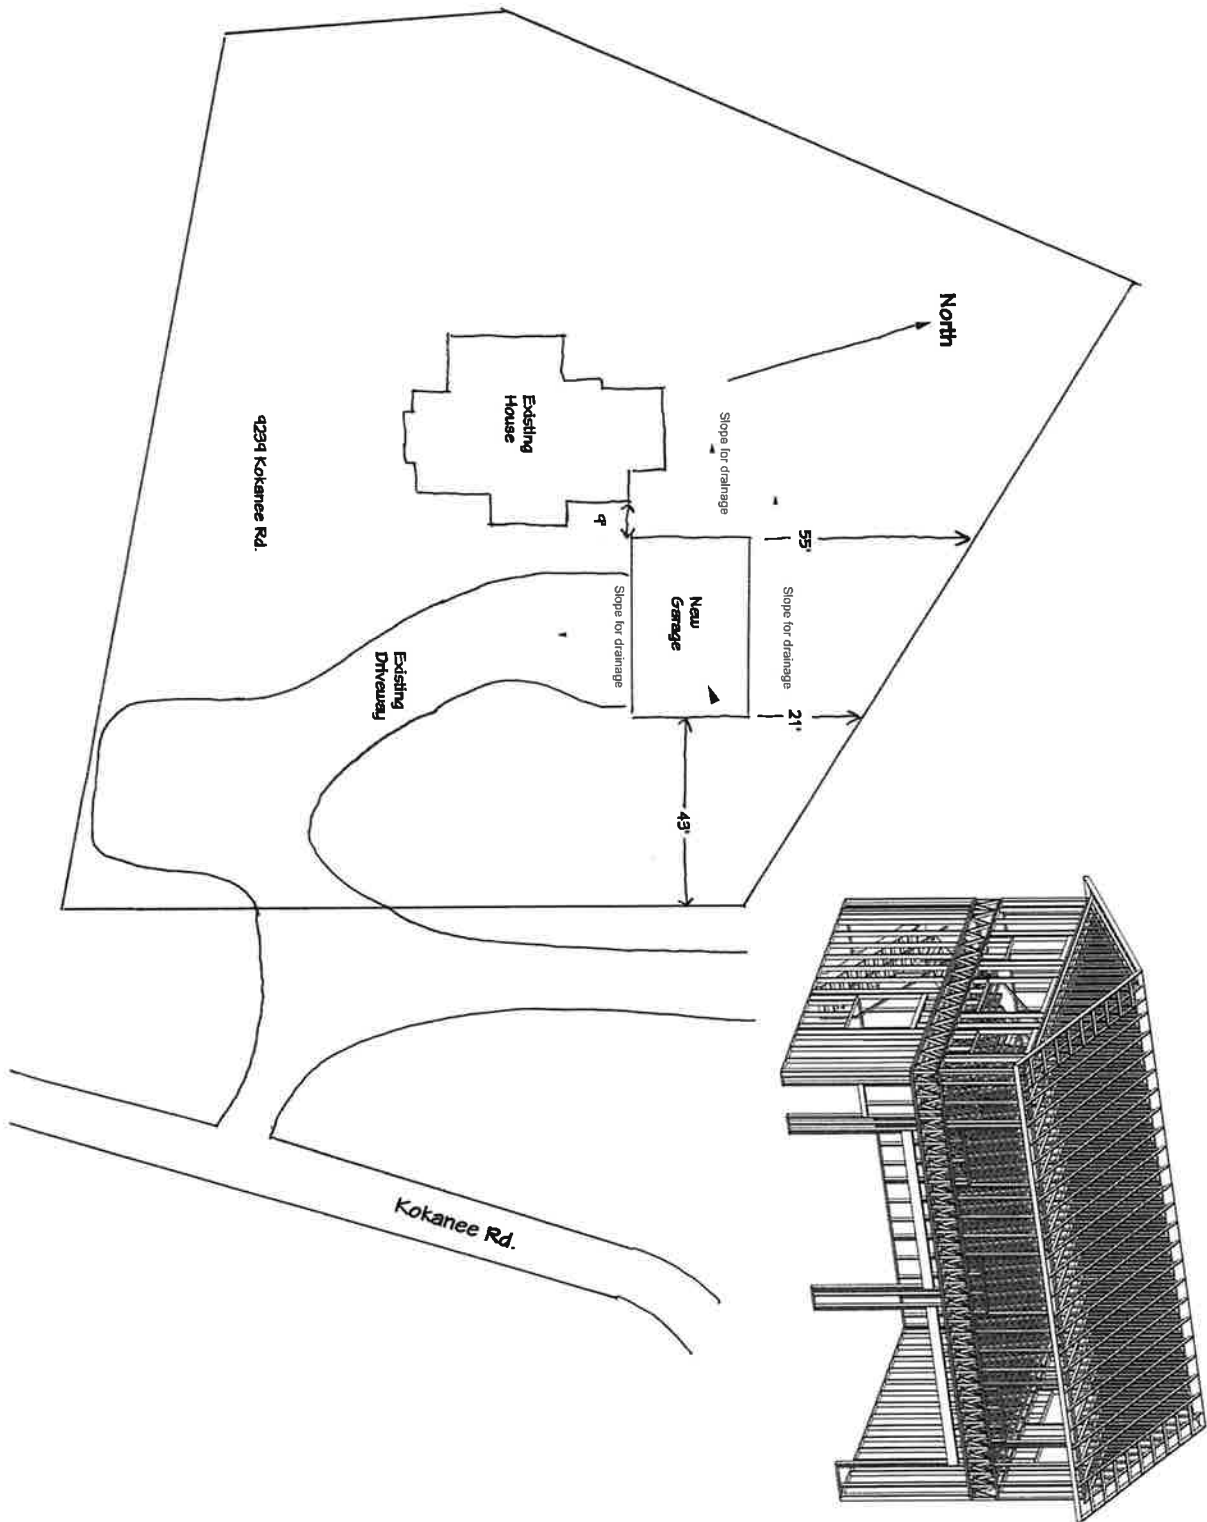 North
Slope for drainage
55'
Slope for drainage
21'
Existing
House
9'
New
Garage
Slope for drainage
43'
9234 Kokanee Rd.
Existing
Driveway
Kokanee Rd.